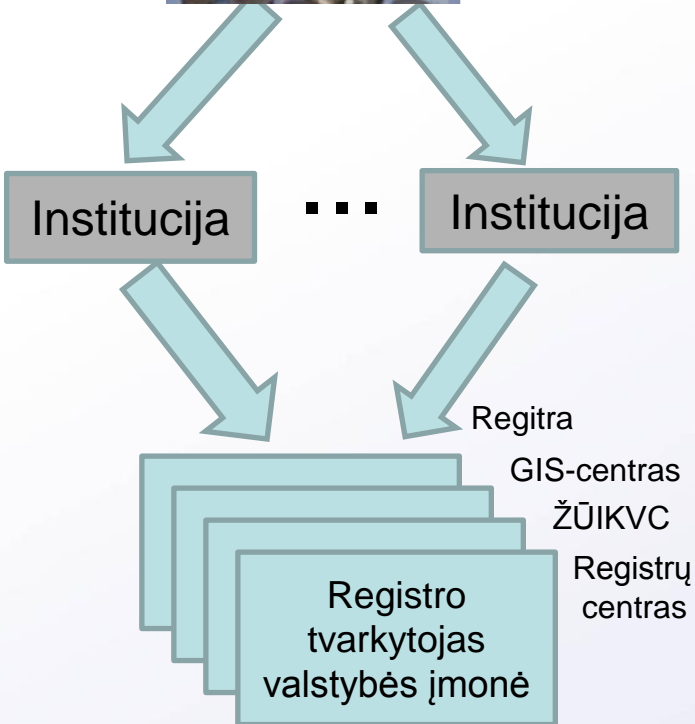 Institucija
...
Institucija
Regitra
GIS-centras
ŽŪIKVC
Registrų
centras
Registro
tvarkytojas
valstybės įmonė